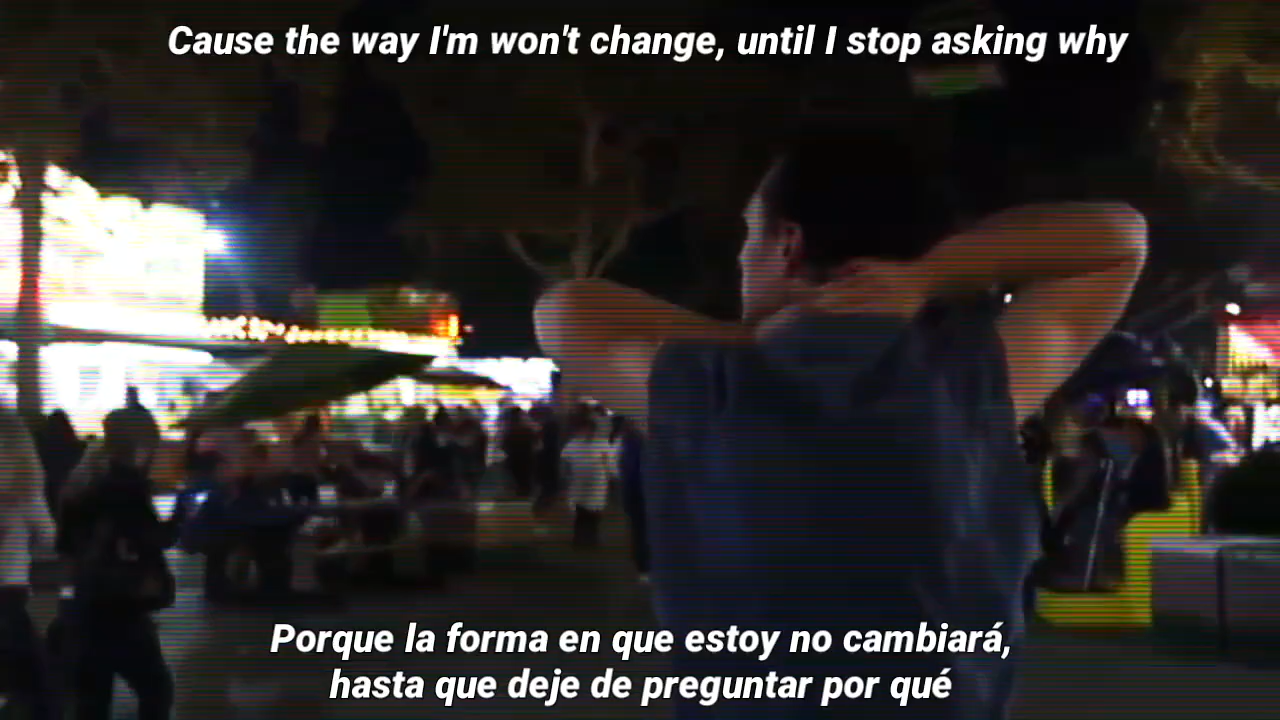 Cause the way I'm won't change, until I stop asking why
Porque la forma en que estoy no cambiará,
hasta que deje de preguntar por qué